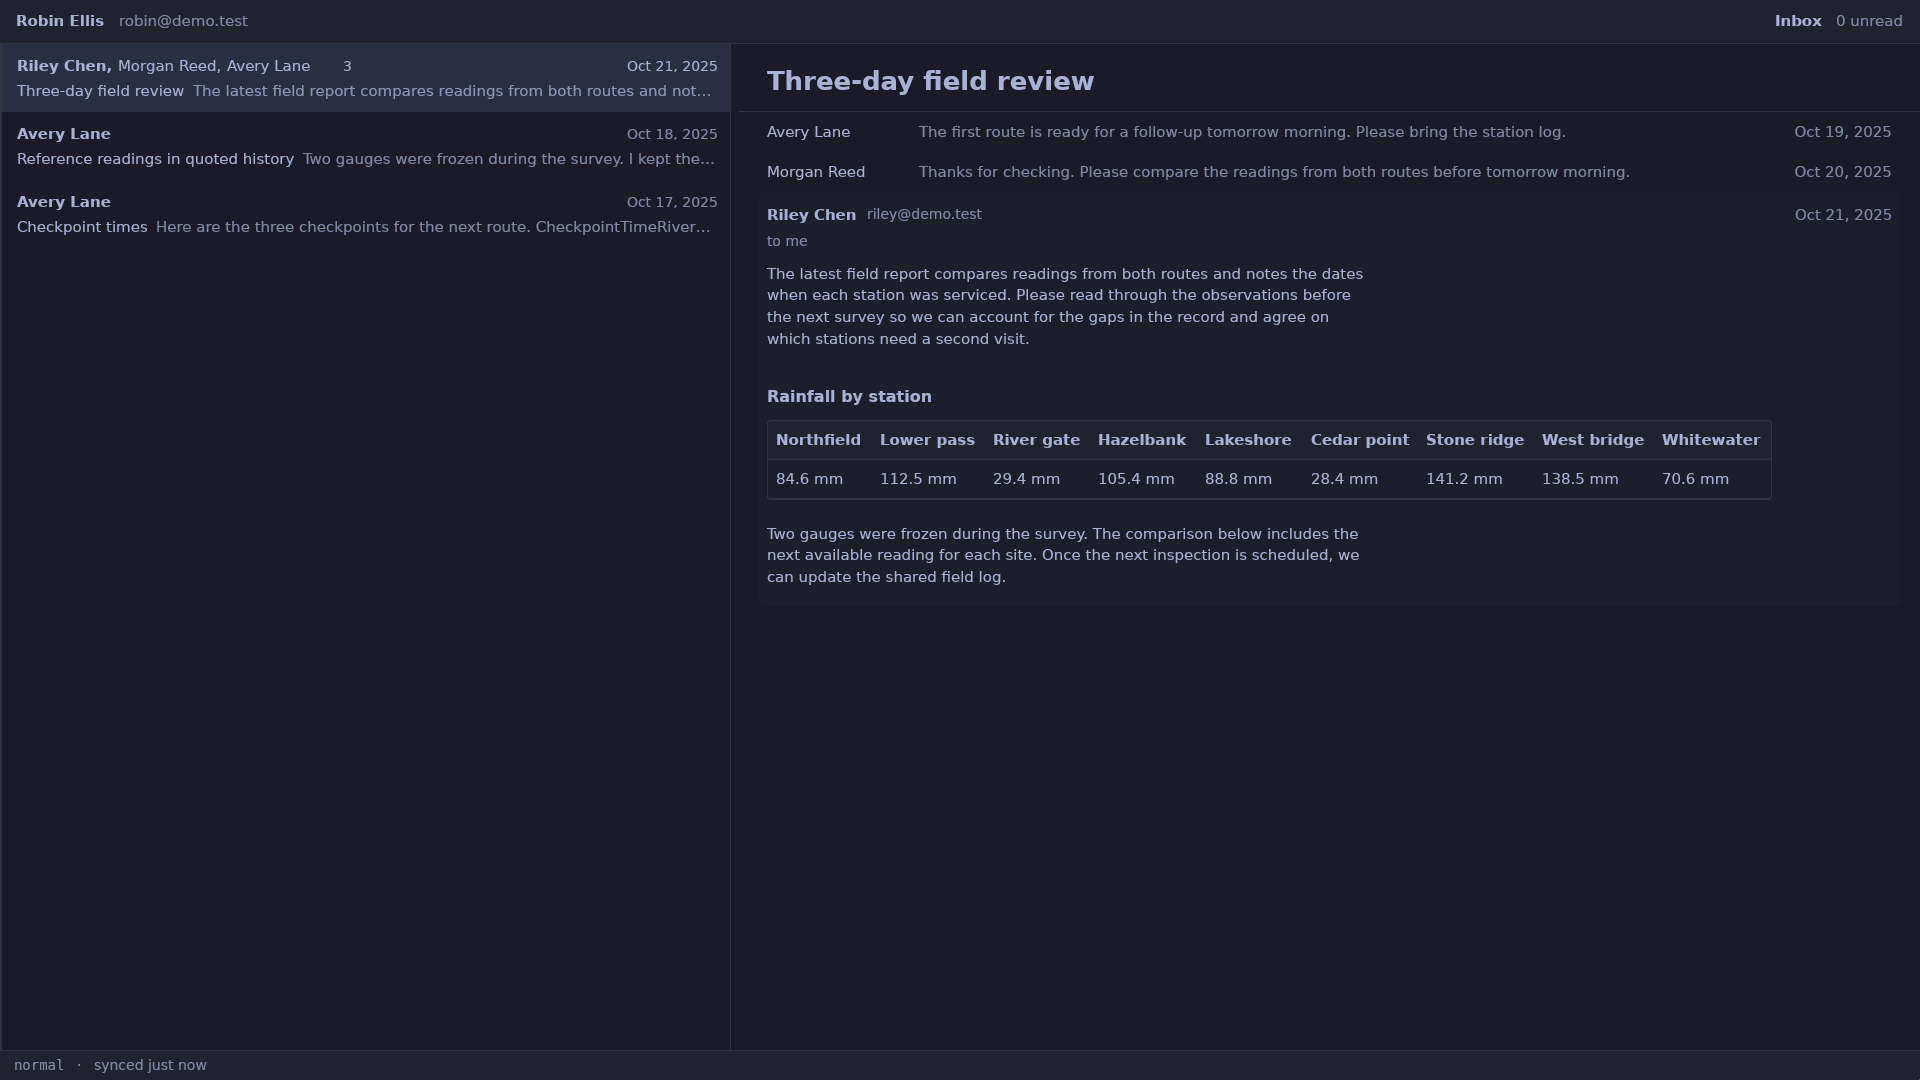 Robin Ellis robin@demo.test
Inbox 0 unread
Riley Chen, Morgan Reed, Avery Lane 3 Oct 21, 2025
Three-day field review The latest field report compares readings from both routes and not…
Avery Lane Oct 18, 2025
Reference readings in quoted history Two gauges were frozen during the survey. I kept the…
Avery Lane Oct 17, 2025
Checkpoint times Here are the three checkpoints for the next route. CheckpointTimeRiver…
Three-day field review
Avery Lane The first route is ready for a follow-up tomorrow morning. Please bring the station log. Oct 19, 2025
Morgan Reed Thanks for checking. Please compare the readings from both routes before tomorrow morning. Oct 20, 2025
Riley Chen riley@demo.test Oct 21, 2025
to me
The latest field report compares readings from both routes and notes the dates
when each station was serviced. Please read through the observations before
the next survey so we can account for the gaps in the record and agree on
which stations need a second visit.
Rainfall by station
Northfield Lower pass River gate Hazelbank Lakeshore Cedar point Stone ridge West bridge Whitewater
84.6 mm 112.5 mm 29.4 mm 105.4 mm 88.8 mm 28.4 mm 141.2 mm 138.5 mm 70.6 mm
Two gauges were frozen during the survey. The comparison below includes the
next available reading for each site. Once the next inspection is scheduled, we
can update the shared field log.
normal · synced just now